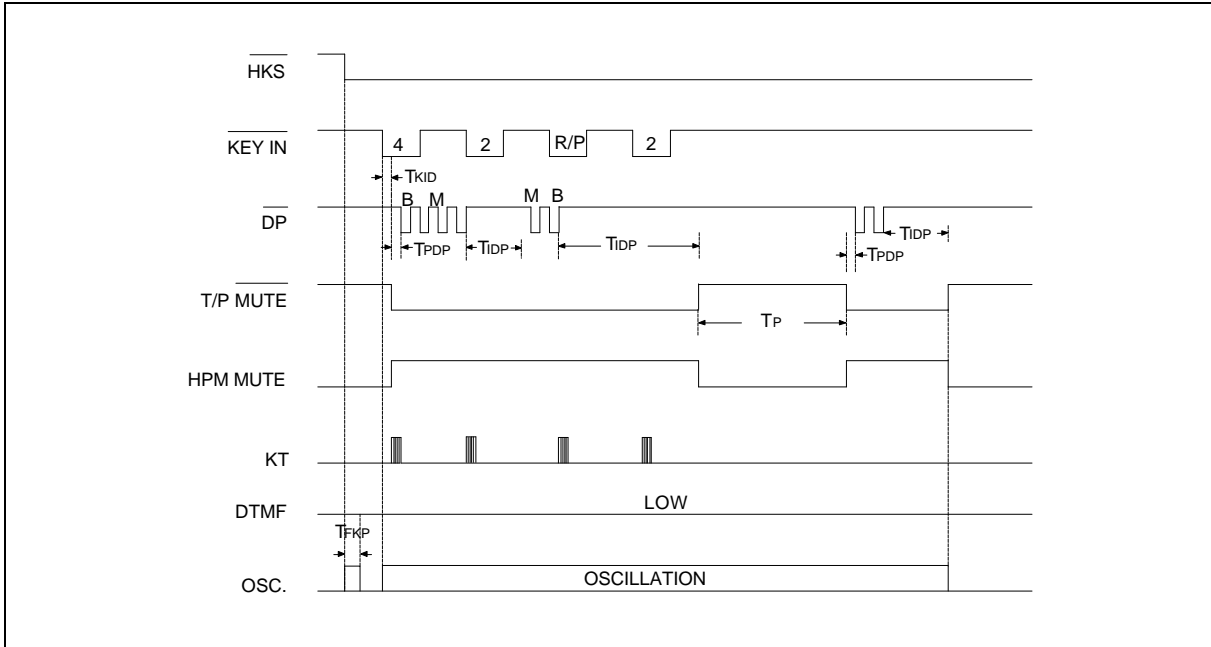 HKS
KEY IN
4
2
R/P
2
TKID
B M
M B
DP
TPDP
TIDP
TIDP
TPDP
TIDP
T/P MUTE
TP
HPM MUTE
KT
LOW
DTMF
TFKP
OSCILLATION
OSC.